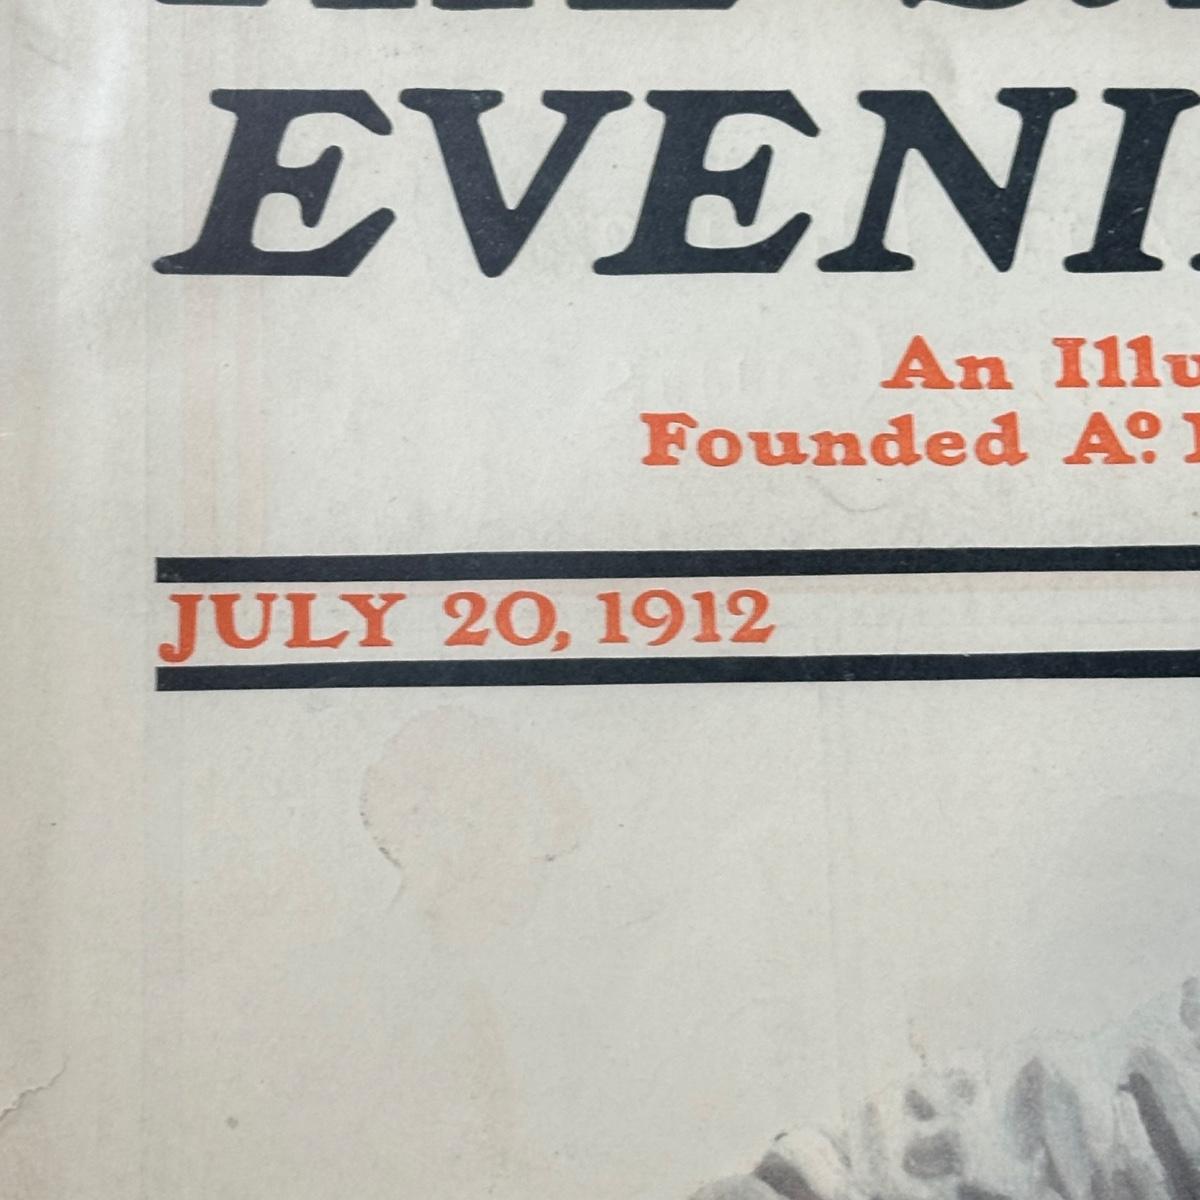 EVENI
An Illu
Founded Aº.
JULY 20, 1912